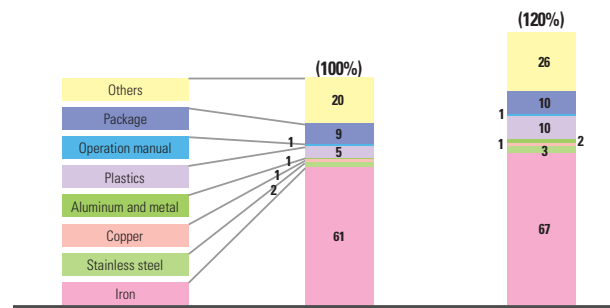 (120%)
(100%)
Others
20
26
Package
9
10
1
Operation manual
1
5
10
Plastics
1
1
2
3
Aluminum and metal
1
2
Copper
Stainless steel
61
67
Iron